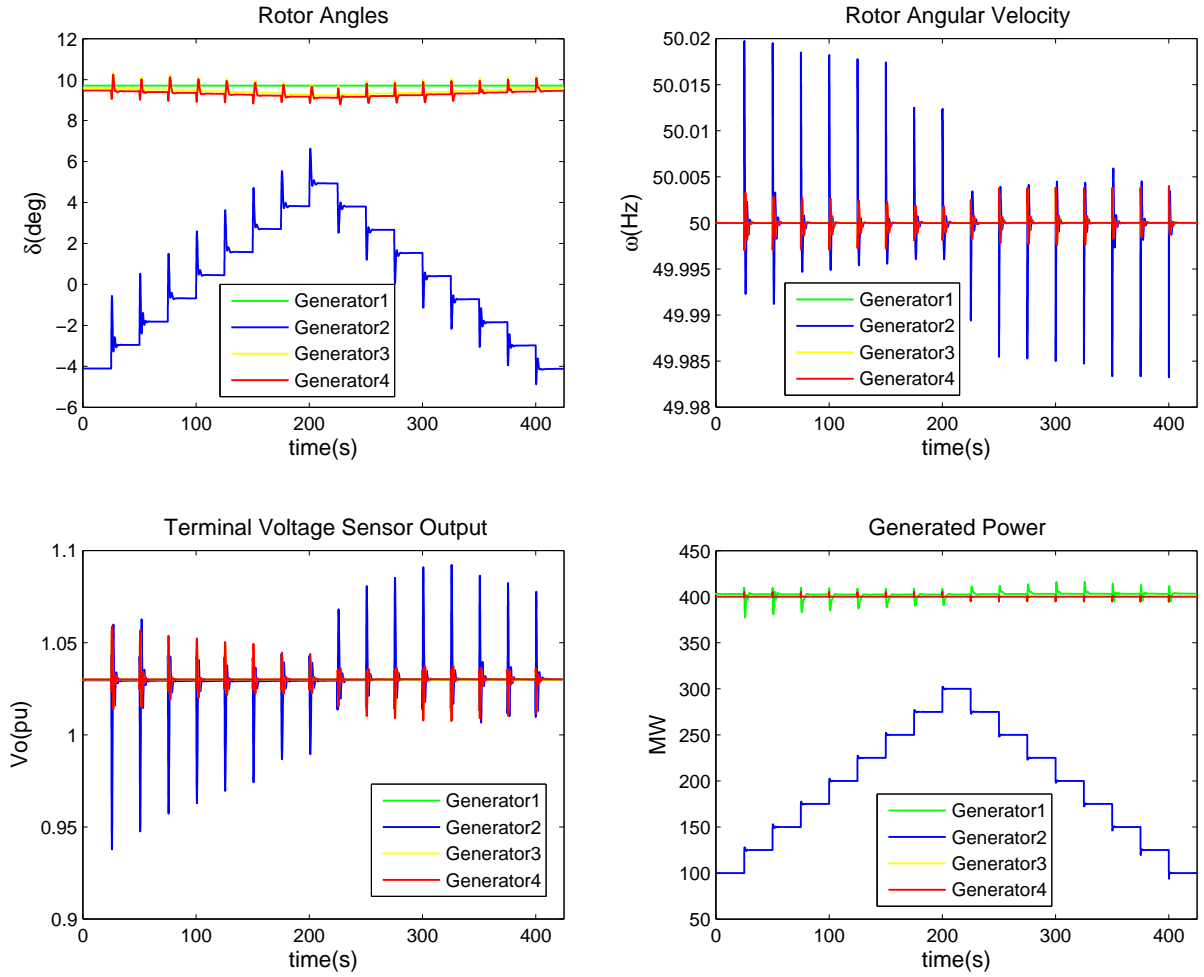 Rotor Angles
12
10
8
6
4
2
0
−2
−4
−6
δ(deg)
0
100
200
300
400
time(s)
Generator1
Generator2
Generator3
Generator4
Rotor Angular Velocity
50.02
50.015
50.01
50.005
50
49.995
49.99
49.985
49.98
ω(Hz)
0
100
200
300
400
time(s)
Generator1
Generator2
Generator3
Generator4
Terminal Voltage Sensor Output
1.1
1.05
1
0.95
0.9
Vo(pu)
0
100
200
300
400
time(s)
Generator1
Generator2
Generator3
Generator4
Generated Power
450
400
350
300
250
200
150
100
50
MW
0
100
200
300
400
time(s)
Generator1
Generator2
Generator3
Generator4